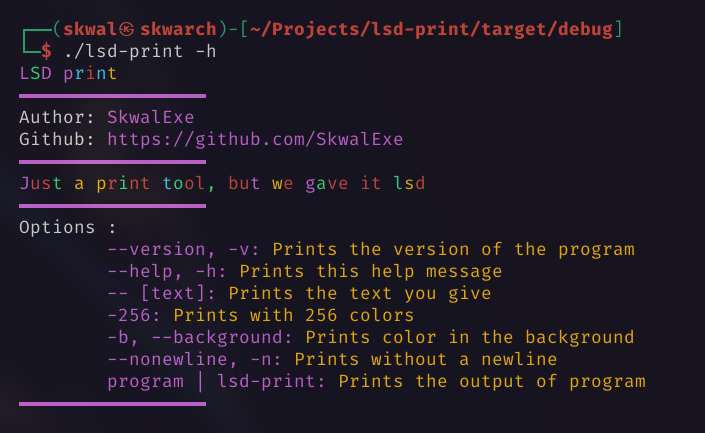 ┌──(skwal㉿skwarch)-[~/Projects/lsd-print/target/debug]
└─$ ./lsd-print -h
LSD print
Author: SkwalExe
Github: https://github.com/SkwalExe
Just a print tool, but we gave it lsd
Options :
--version, -v: Prints the version of the program
--help, -h: Prints this help message
-- [text]: Prints the text you give
-256: Prints with 256 colors
-b, --background: Prints color in the background
--nonewline, -n: Prints without a newline
program | lsd-print: Prints the output of program